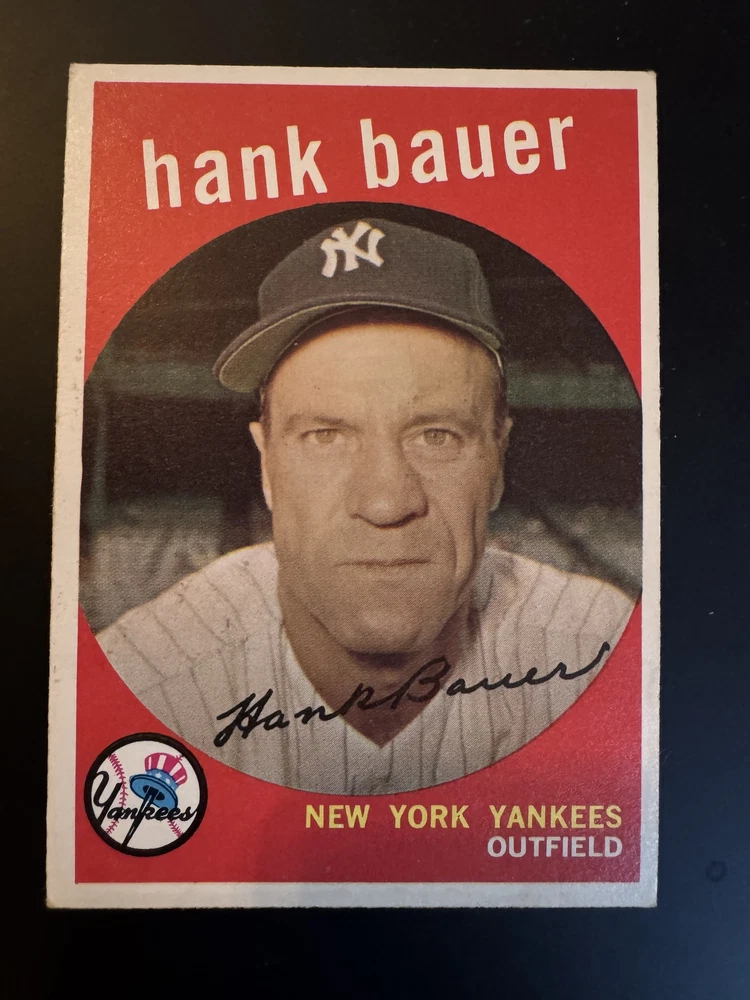 hank bauer
NY
Hank Bauer
Yankees
NEW YORK YANKEES
OUTFIELD